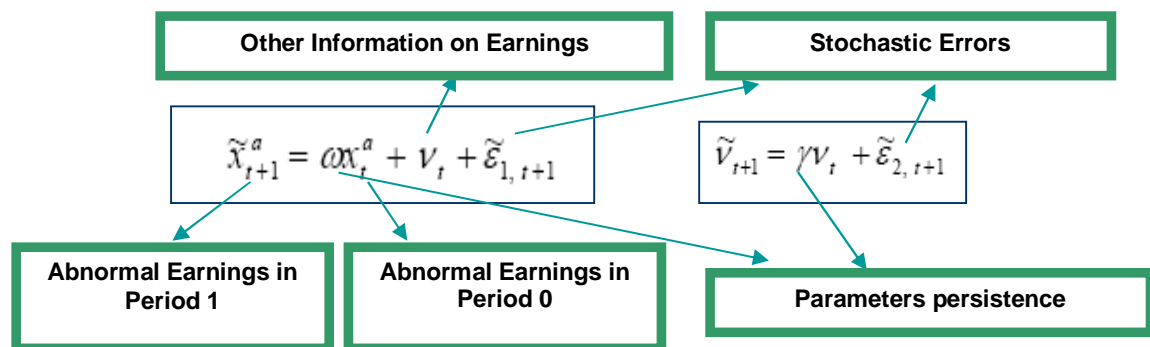 Other Information on Earnings
Stochastic Errors
x̃ᵃₜ₊₁ = ωxᵃₜ + νₜ + ε̃₁, ₜ₊₁
ν̃ₜ₊₁ = γνₜ + ε̃₂, ₜ₊₁
Abnormal Earnings in
Period 1
Abnormal Earnings in
Period 0
Parameters persistence